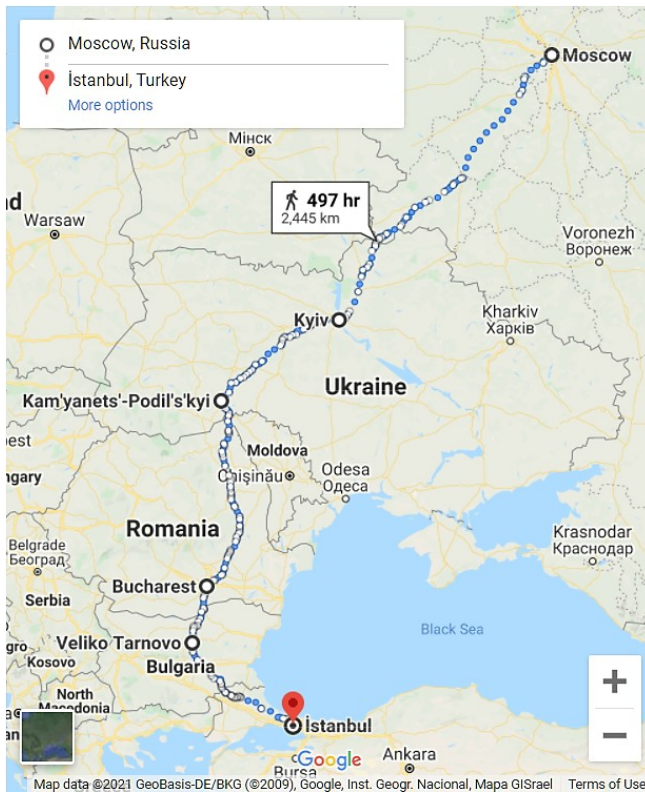 Moscow, Russia
İstanbul, Turkey
More options
Moscow
Мінск
497 hr
2,445 km
Warsaw
Voronezh
Воронеж
Kyiv
Kharkiv
Харків
Ukraine
Kam'yanets'-Podil's'kyi
Moldova
Chişinău
Odesa
Одеса
Romania
Krasnodar
Краснодар
Belgrade
Београд
Bucharest
Serbia
Black Sea
Veliko Tarnovo
Kosovo
Bulgaria
North
Macedonia
İstanbul
Google
Bursa
Ankara
Map data ©2021 GeoBasis-DE/BKG (©2009), Google, Inst. Geogr. Nacional, Mapa GISrael
Terms of Use